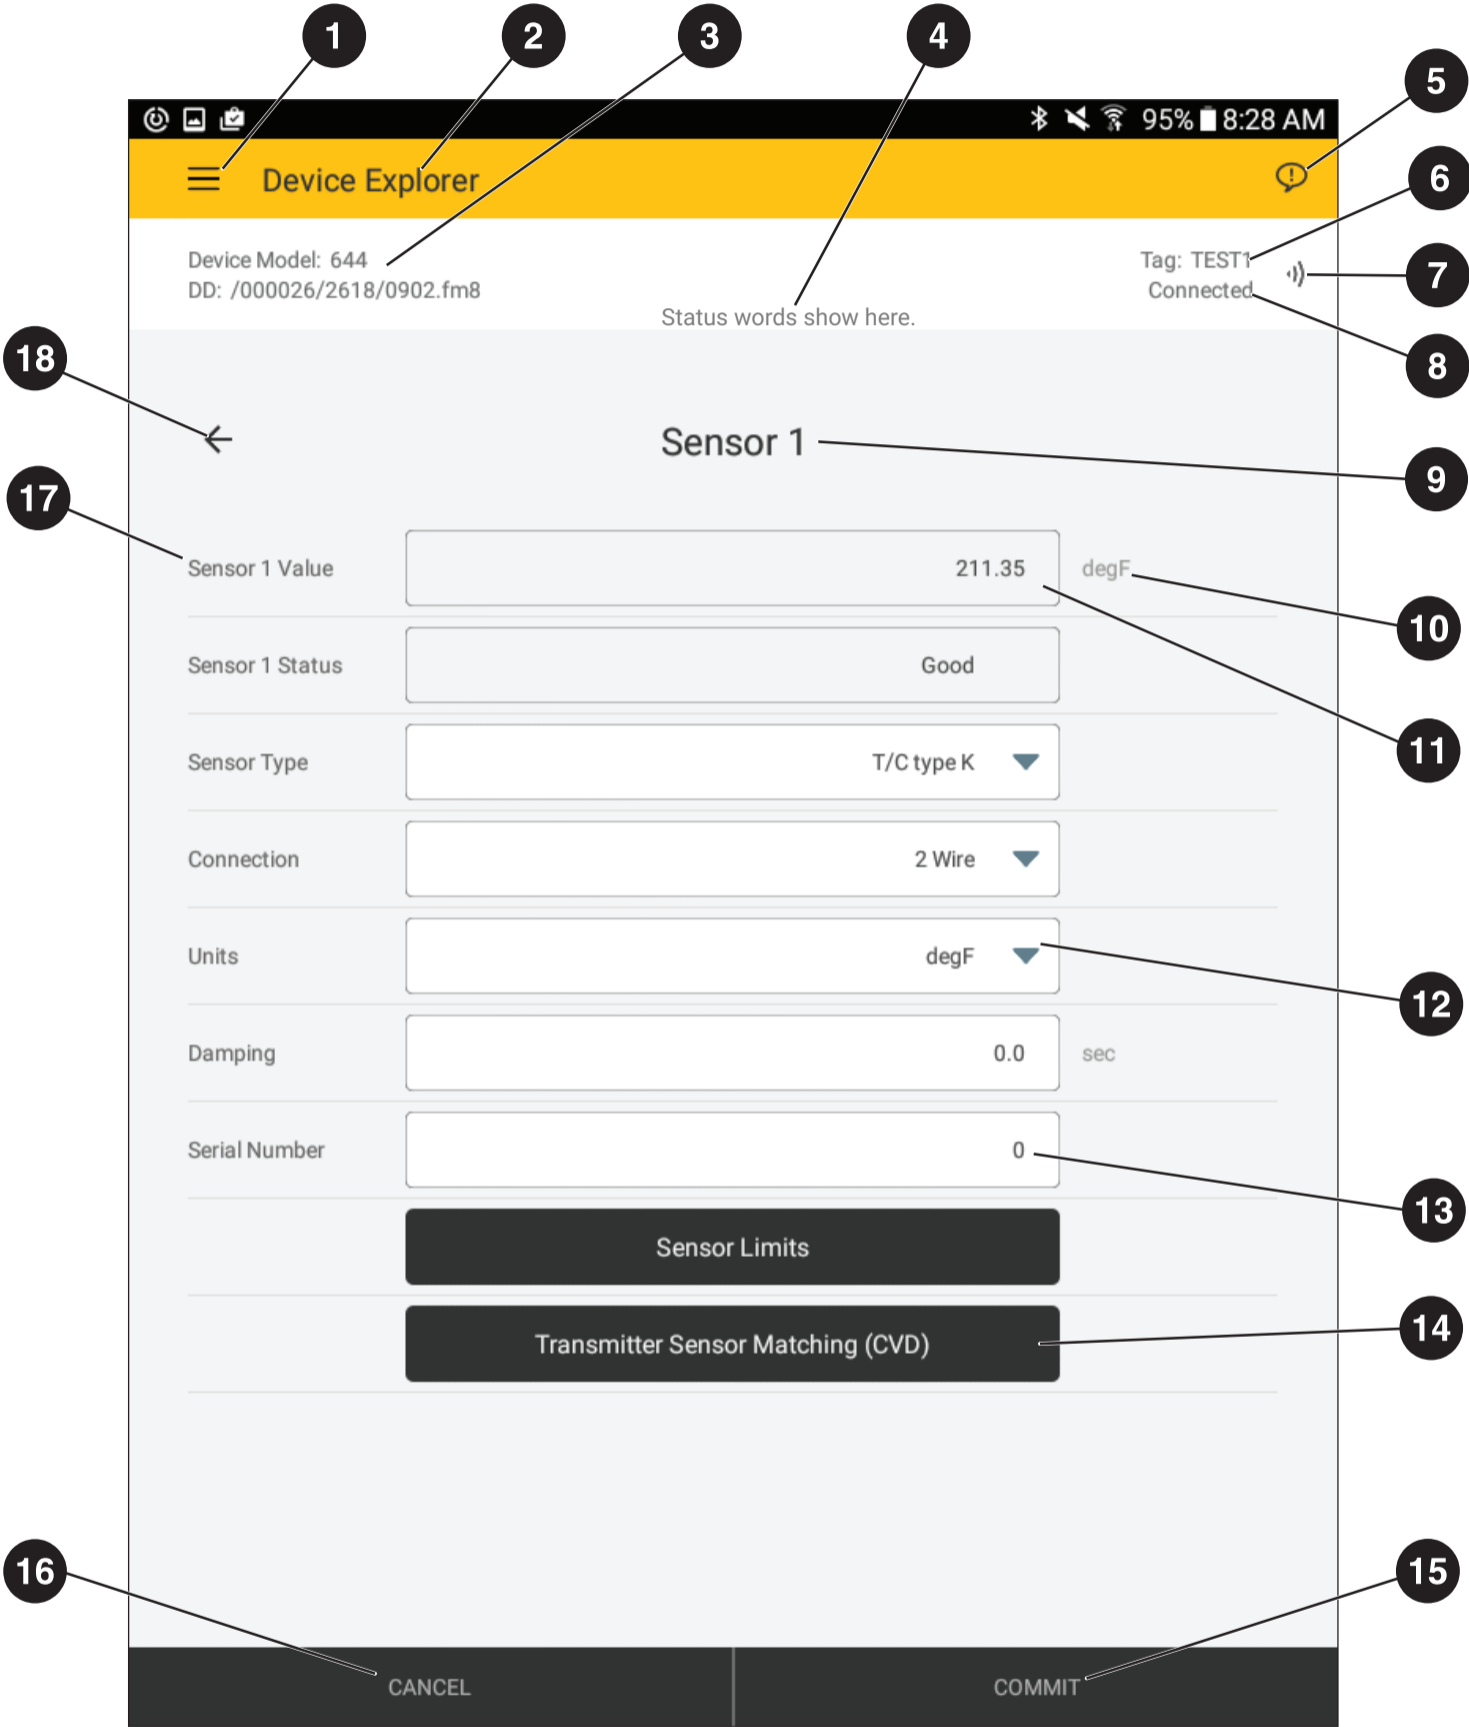 1 2 3 4
5
95% 8:28 AM
Device Explorer
6
Device Model: 644
Tag: TEST1
7
DD: /000026/2618/0902.fm8
Connected
Status words show here.
18
8
Sensor 1
9
17
Sensor 1 Value 211.35 degF
10
Sensor 1 Status Good
11
Sensor Type T/C type K
Connection 2 Wire
Units degF
12
Damping 0.0 sec
Serial Number 0
13
Sensor Limits
14
Transmitter Sensor Matching (CVD)
16
15
CANCEL COMMIT